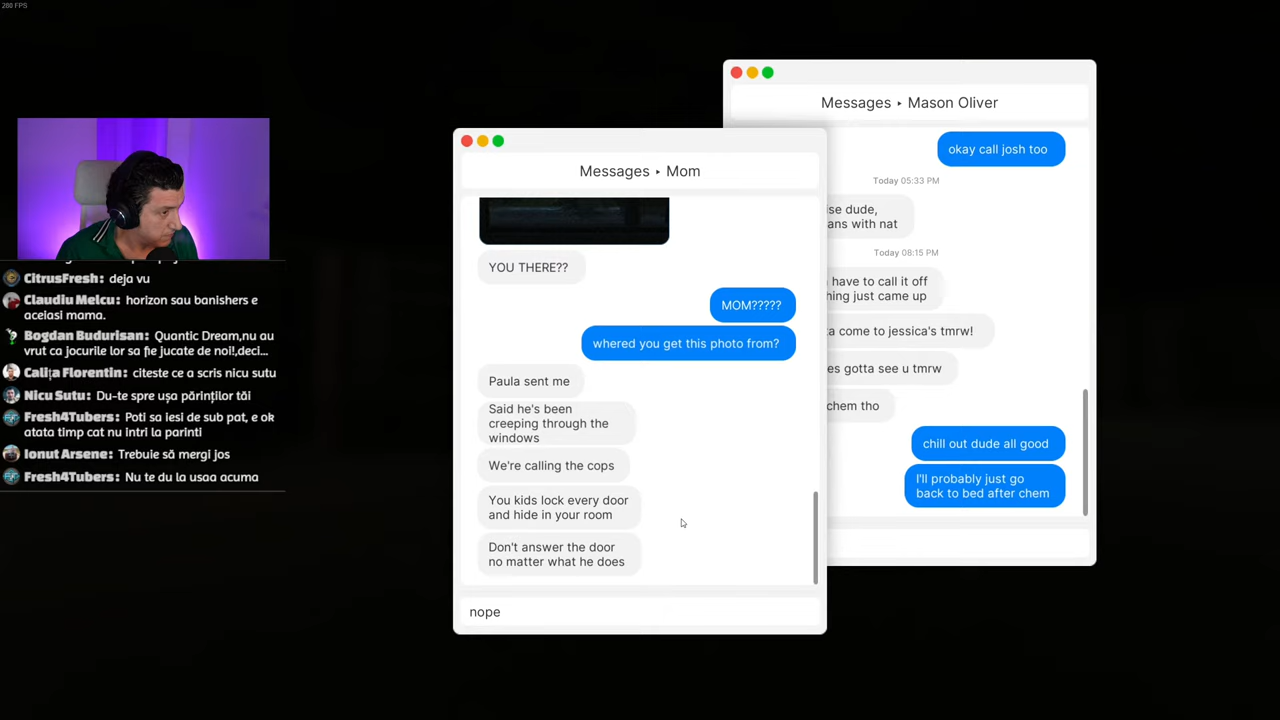 280 FPS
CitrusFresh: deja vu
Claudiu Melcu: horizon sau banishers e
aceiasi mama.
Bogdan Budurisan: Quantic Dream,nu au
vrut ca jocurile lor sa fie jucate de noi!,deci...
Calița Florentin: citeste ce a scris nicu sutu
Nicu Sutu: Du-te spre ușa părinților tăi
Fresh4Tubers: Poti sa iesi de sub pat, e ok
atata timp cat nu intri la parinti
Ionut Arsene: Trebuie să mergi jos
Fresh4Tubers: Nu te du la usaa acuma
Messages ▸ Mom
YOU THERE??
MOM?????
whered you get this photo from?
Paula sent me
Said he's been
creeping through the
windows
We're calling the cops
You kids lock every door
and hide in your room
Don't answer the door
no matter what he does
nope
Messages ▸ Mason Oliver
okay call josh too
Today 05:33 PM
ise dude,
ans with nat
Today 08:15 PM
have to call it off
hing just came up
a come to jessica's tmrw!
es gotta see u tmrw
chem tho
chill out dude all good
I'll probably just go
back to bed after chem